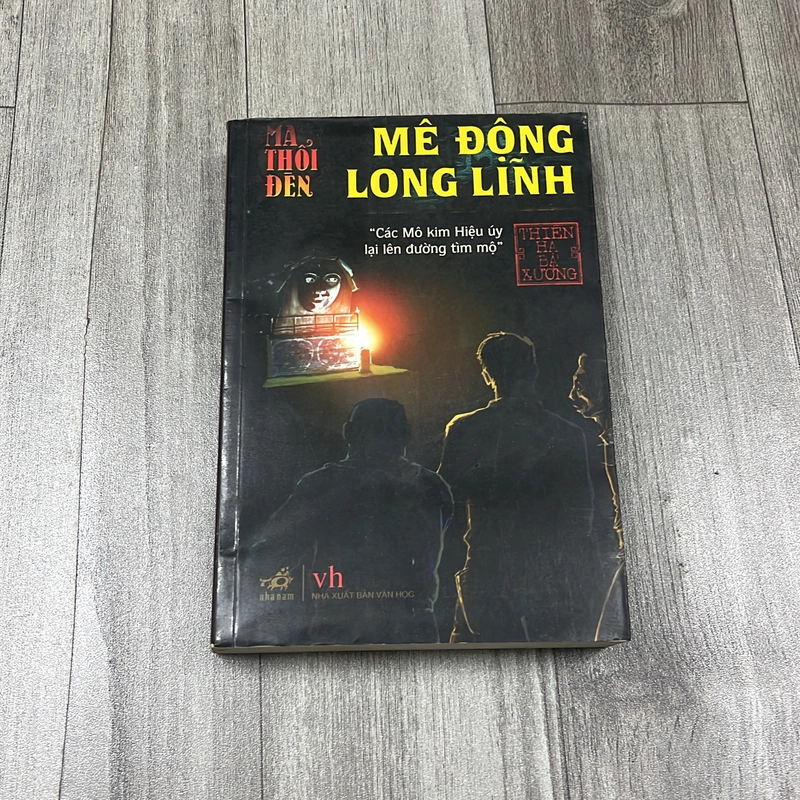 MA
THỔI
ĐÈN
MÊ ĐỘNG
LONG LĨNH
“Các Mô kim Hiệu úy
lại lên đường tìm mộ”
THIÊN
HẠ
BÁ
XƯỚNG
nhanam
vh
NHÀ XUẤT BẢN VĂN HỌC